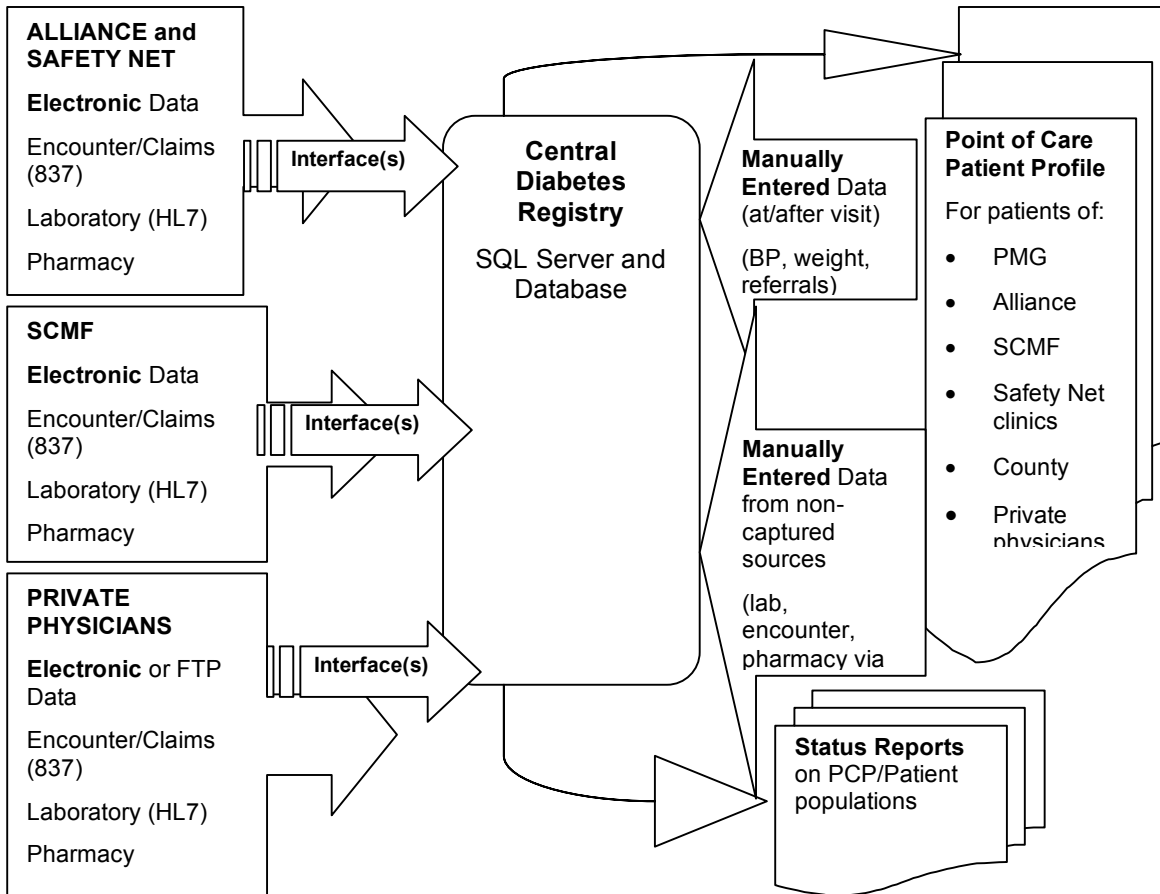 ALLIANCE and
SAFETY NET
Electronic Data
Encounter/Claims
(837)
Laboratory (HL7)
Pharmacy
Interface(s)
SCMF
Electronic Data
Encounter/Claims
(837)
Laboratory (HL7)
Pharmacy
Interface(s)
PRIVATE
PHYSICIANS
Electronic or FTP
Data
Encounter/Claims
(837)
Laboratory (HL7)
Pharmacy
Interface(s)
Central
Diabetes
Registry
SQL Server and
Database
Manually
Entered Data
(at/after visit)
(BP, weight,
referrals)
Manually
Entered Data
from non-
captured
sources
(lab,
encounter,
pharmacy via
Point of Care
Patient Profile
For patients of:
• PMG
• Alliance
• SCMF
• Safety Net
clinics
• County
• Private
physicians
Status Reports
on PCP/Patient
populations